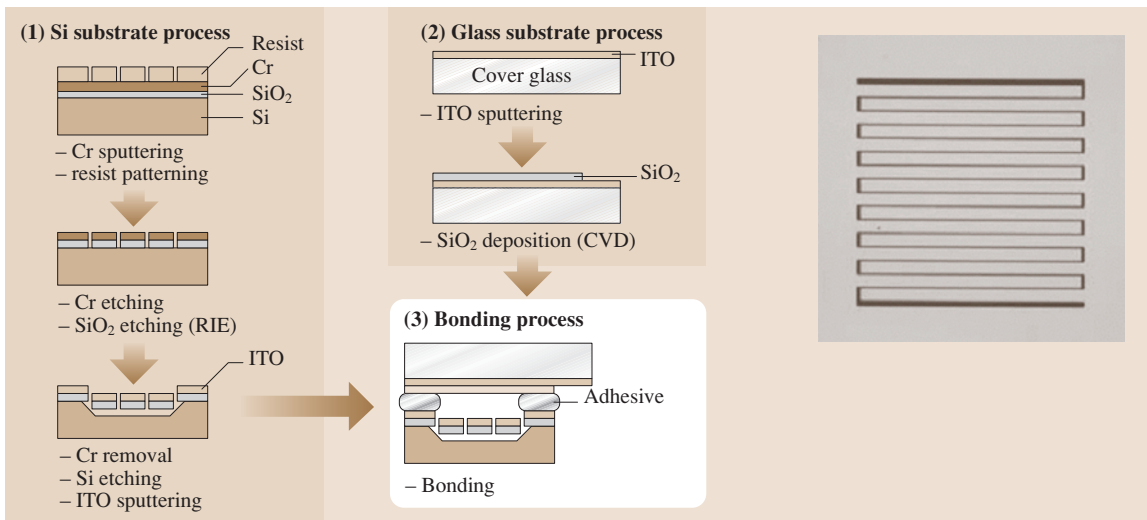 (1) Si substrate process
Resist
Cr
SiO₂
Si
– Cr sputtering
– resist patterning
– Cr etching
– SiO₂ etching (RIE)
ITO
– Cr removal
– Si etching
– ITO sputtering
(2) Glass substrate process
ITO
Cover glass
– ITO sputtering
SiO₂
– SiO₂ deposition (CVD)
(3) Bonding process
Adhesive
– Bonding